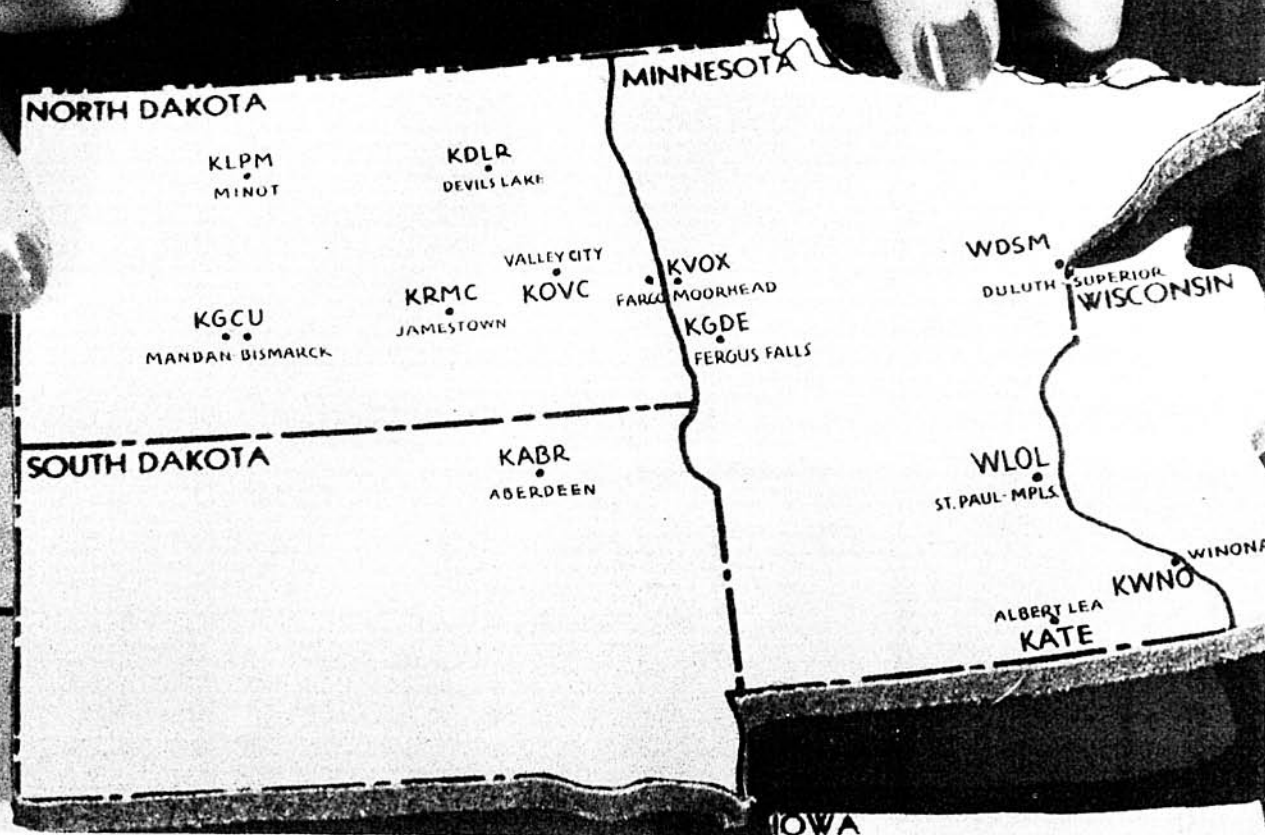 NORTH DAKOTA
MINNESOTA
KLPM
MINOT
KDLR
DEVILS LAKE
VALLEY CITY
KOVC
KRMC
JAMESTOWN
KGCU
MANDAN-BISMARCK
KVOX
FARGO MOORHEAD
KGDE
FERGUS FALLS
WDSM
DULUTH-SUPERIOR
WISCONSIN
SOUTH DAKOTA
KABR
ABERDEEN
WLOL
ST. PAUL-MPLS.
WINONA
KWNO
ALBERT LEA
KATE
IOWA